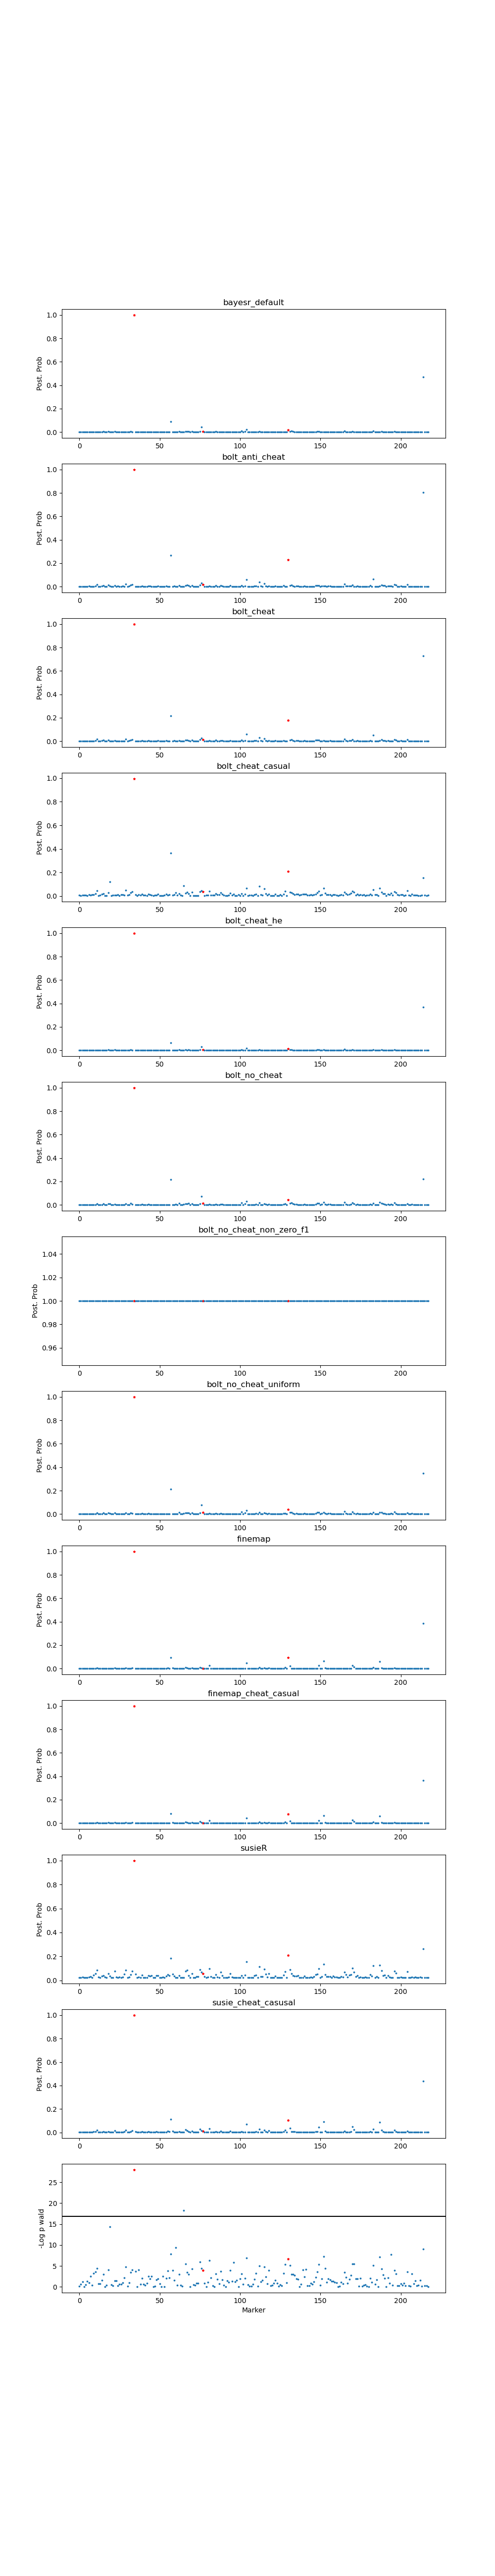 bayesr_default
1.0
0.8
0.6
0.4
0.2
0.0
Post. Prob
0 50 100 150 200
bolt_anti_cheat
1.0
0.8
0.6
0.4
0.2
0.0
Post. Prob
0 50 100 150 200
bolt_cheat
1.0
0.8
0.6
0.4
0.2
0.0
Post. Prob
0 50 100 150 200
bolt_cheat_casual
1.0
0.8
0.6
0.4
0.2
0.0
Post. Prob
0 50 100 150 200
bolt_cheat_he
1.0
0.8
0.6
0.4
0.2
0.0
Post. Prob
0 50 100 150 200
bolt_no_cheat
1.0
0.8
0.6
0.4
0.2
0.0
Post. Prob
0 50 100 150 200
bolt_no_cheat_non_zero_f1
1.04
1.02
1.00
0.98
0.96
Post. Prob
0 50 100 150 200
bolt_no_cheat_uniform
1.0
0.8
0.6
0.4
0.2
0.0
Post. Prob
0 50 100 150 200
finemap
1.0
0.8
0.6
0.4
0.2
0.0
Post. Prob
0 50 100 150 200
finemap_cheat_casual
1.0
0.8
0.6
0.4
0.2
0.0
Post. Prob
0 50 100 150 200
susieR
1.0
0.8
0.6
0.4
0.2
0.0
Post. Prob
0 50 100 150 200
susie_cheat_casusal
1.0
0.8
0.6
0.4
0.2
0.0
Post. Prob
0 50 100 150 200
25
20
15
10
5
0
-Log p wald
0 50 100 150 200
Marker